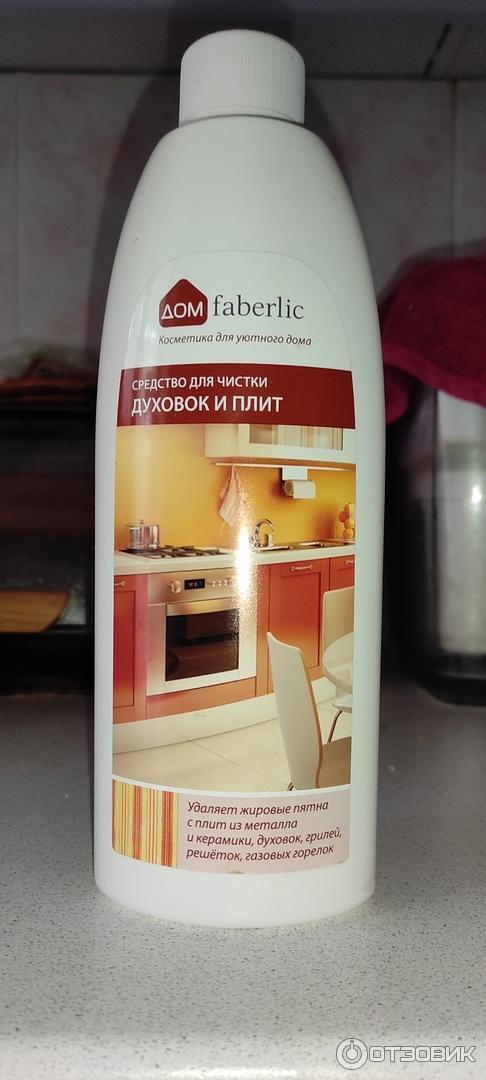 ДОМ faberlic
Косметика для уютного дома
СРЕДСТВО ДЛЯ ЧИСТКИ
ДУХОВОК И ПЛИТ
Удаляет жировые пятна
с плит из металла
и керамики, духовок, грилей,
решёток, газовых горелок
ОТЗОВИК